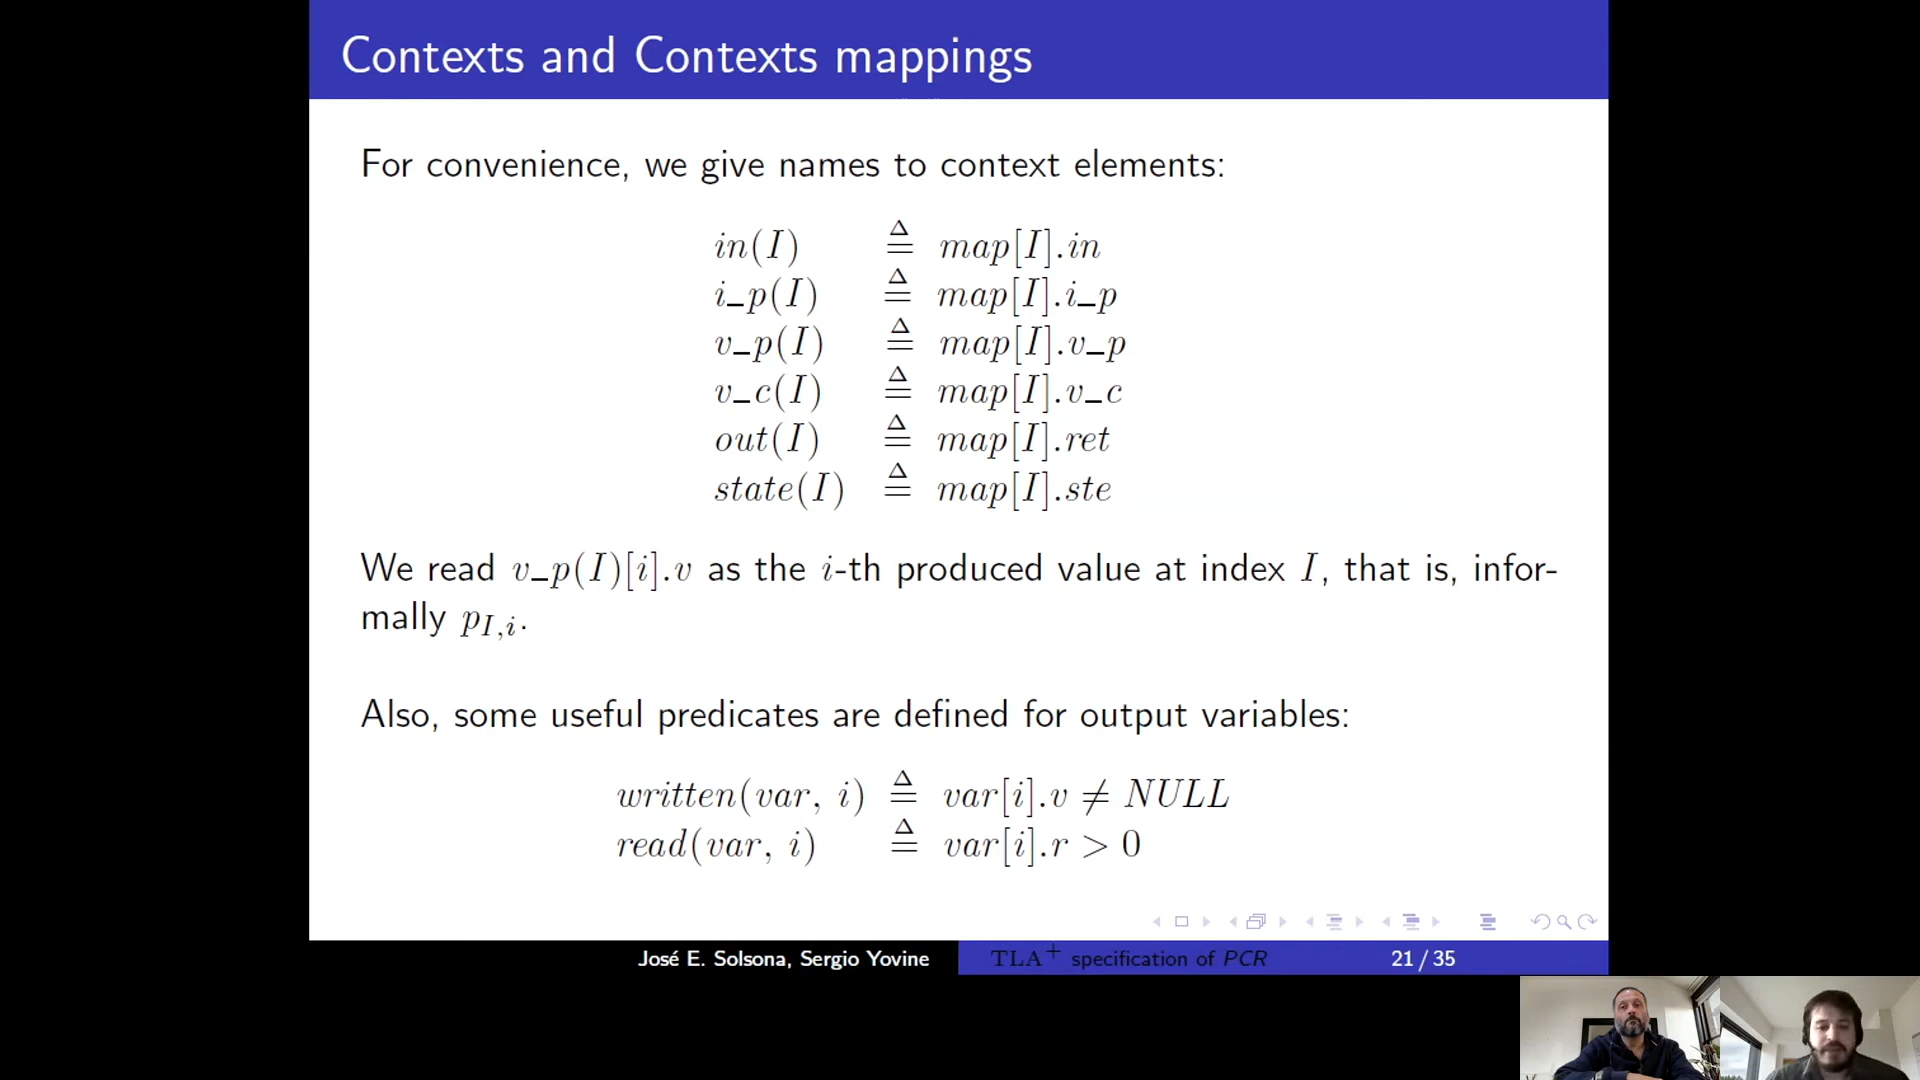 Contexts and Contexts mappings
For convenience, we give names to context elements:
in(I) ≜ map[I].in
i_p(I) ≜ map[I].i_p
v_p(I) ≜ map[I].v_p
v_c(I) ≜ map[I].v_c
out(I) ≜ map[I].ret
state(I) ≜ map[I].ste
We read v_p(I)[i].v as the i-th produced value at index I, that is, infor-
mally p_{I,i}.
Also, some useful predicates are defined for output variables:
written(var, i) ≜ var[i].v ≠ NULL
read(var, i) ≜ var[i].r > 0
José E. Solsona, Sergio Yovine TLA⁺ specification of PCR 21 / 35